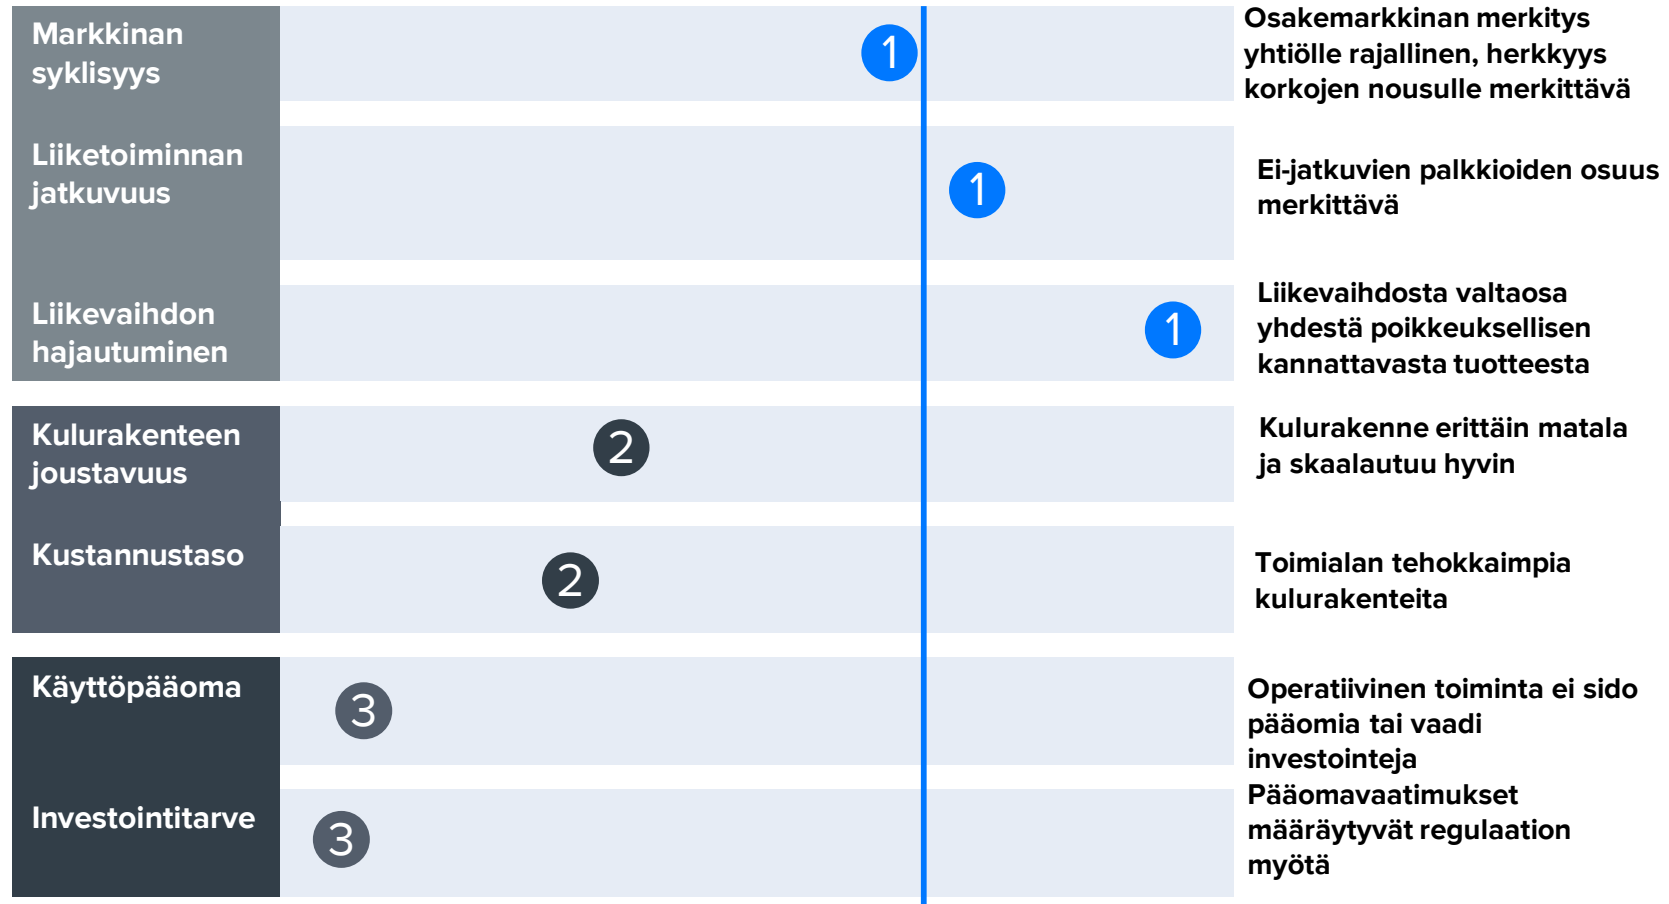 Markkinan
syklisyys
1
Osakemarkkinan merkitys
yhtiölle rajallinen, herkkyys
korkojen nousulle merkittävä
Liiketoiminnan
jatkuvuus
1
Ei-jatkuvien palkkioiden osuus
merkittävä
Liikevaihdon
hajautuminen
1
Liikevaihdosta valtaosa
yhdestä poikkeuksellisen
kannattavasta tuotteesta
Kulurakenteen
joustavuus
2
Kulurakenne erittäin matala
ja skaalautuu hyvin
Kustannustaso
2
Toimialan tehokkaimpia
kulurakenteita
Käyttöpääoma
3
Operatiivinen toiminta ei sido
pääomia tai vaadi
investointeja
Investointitarve
3
Pääomavaatimukset
määräytyvät regulaation
myötä